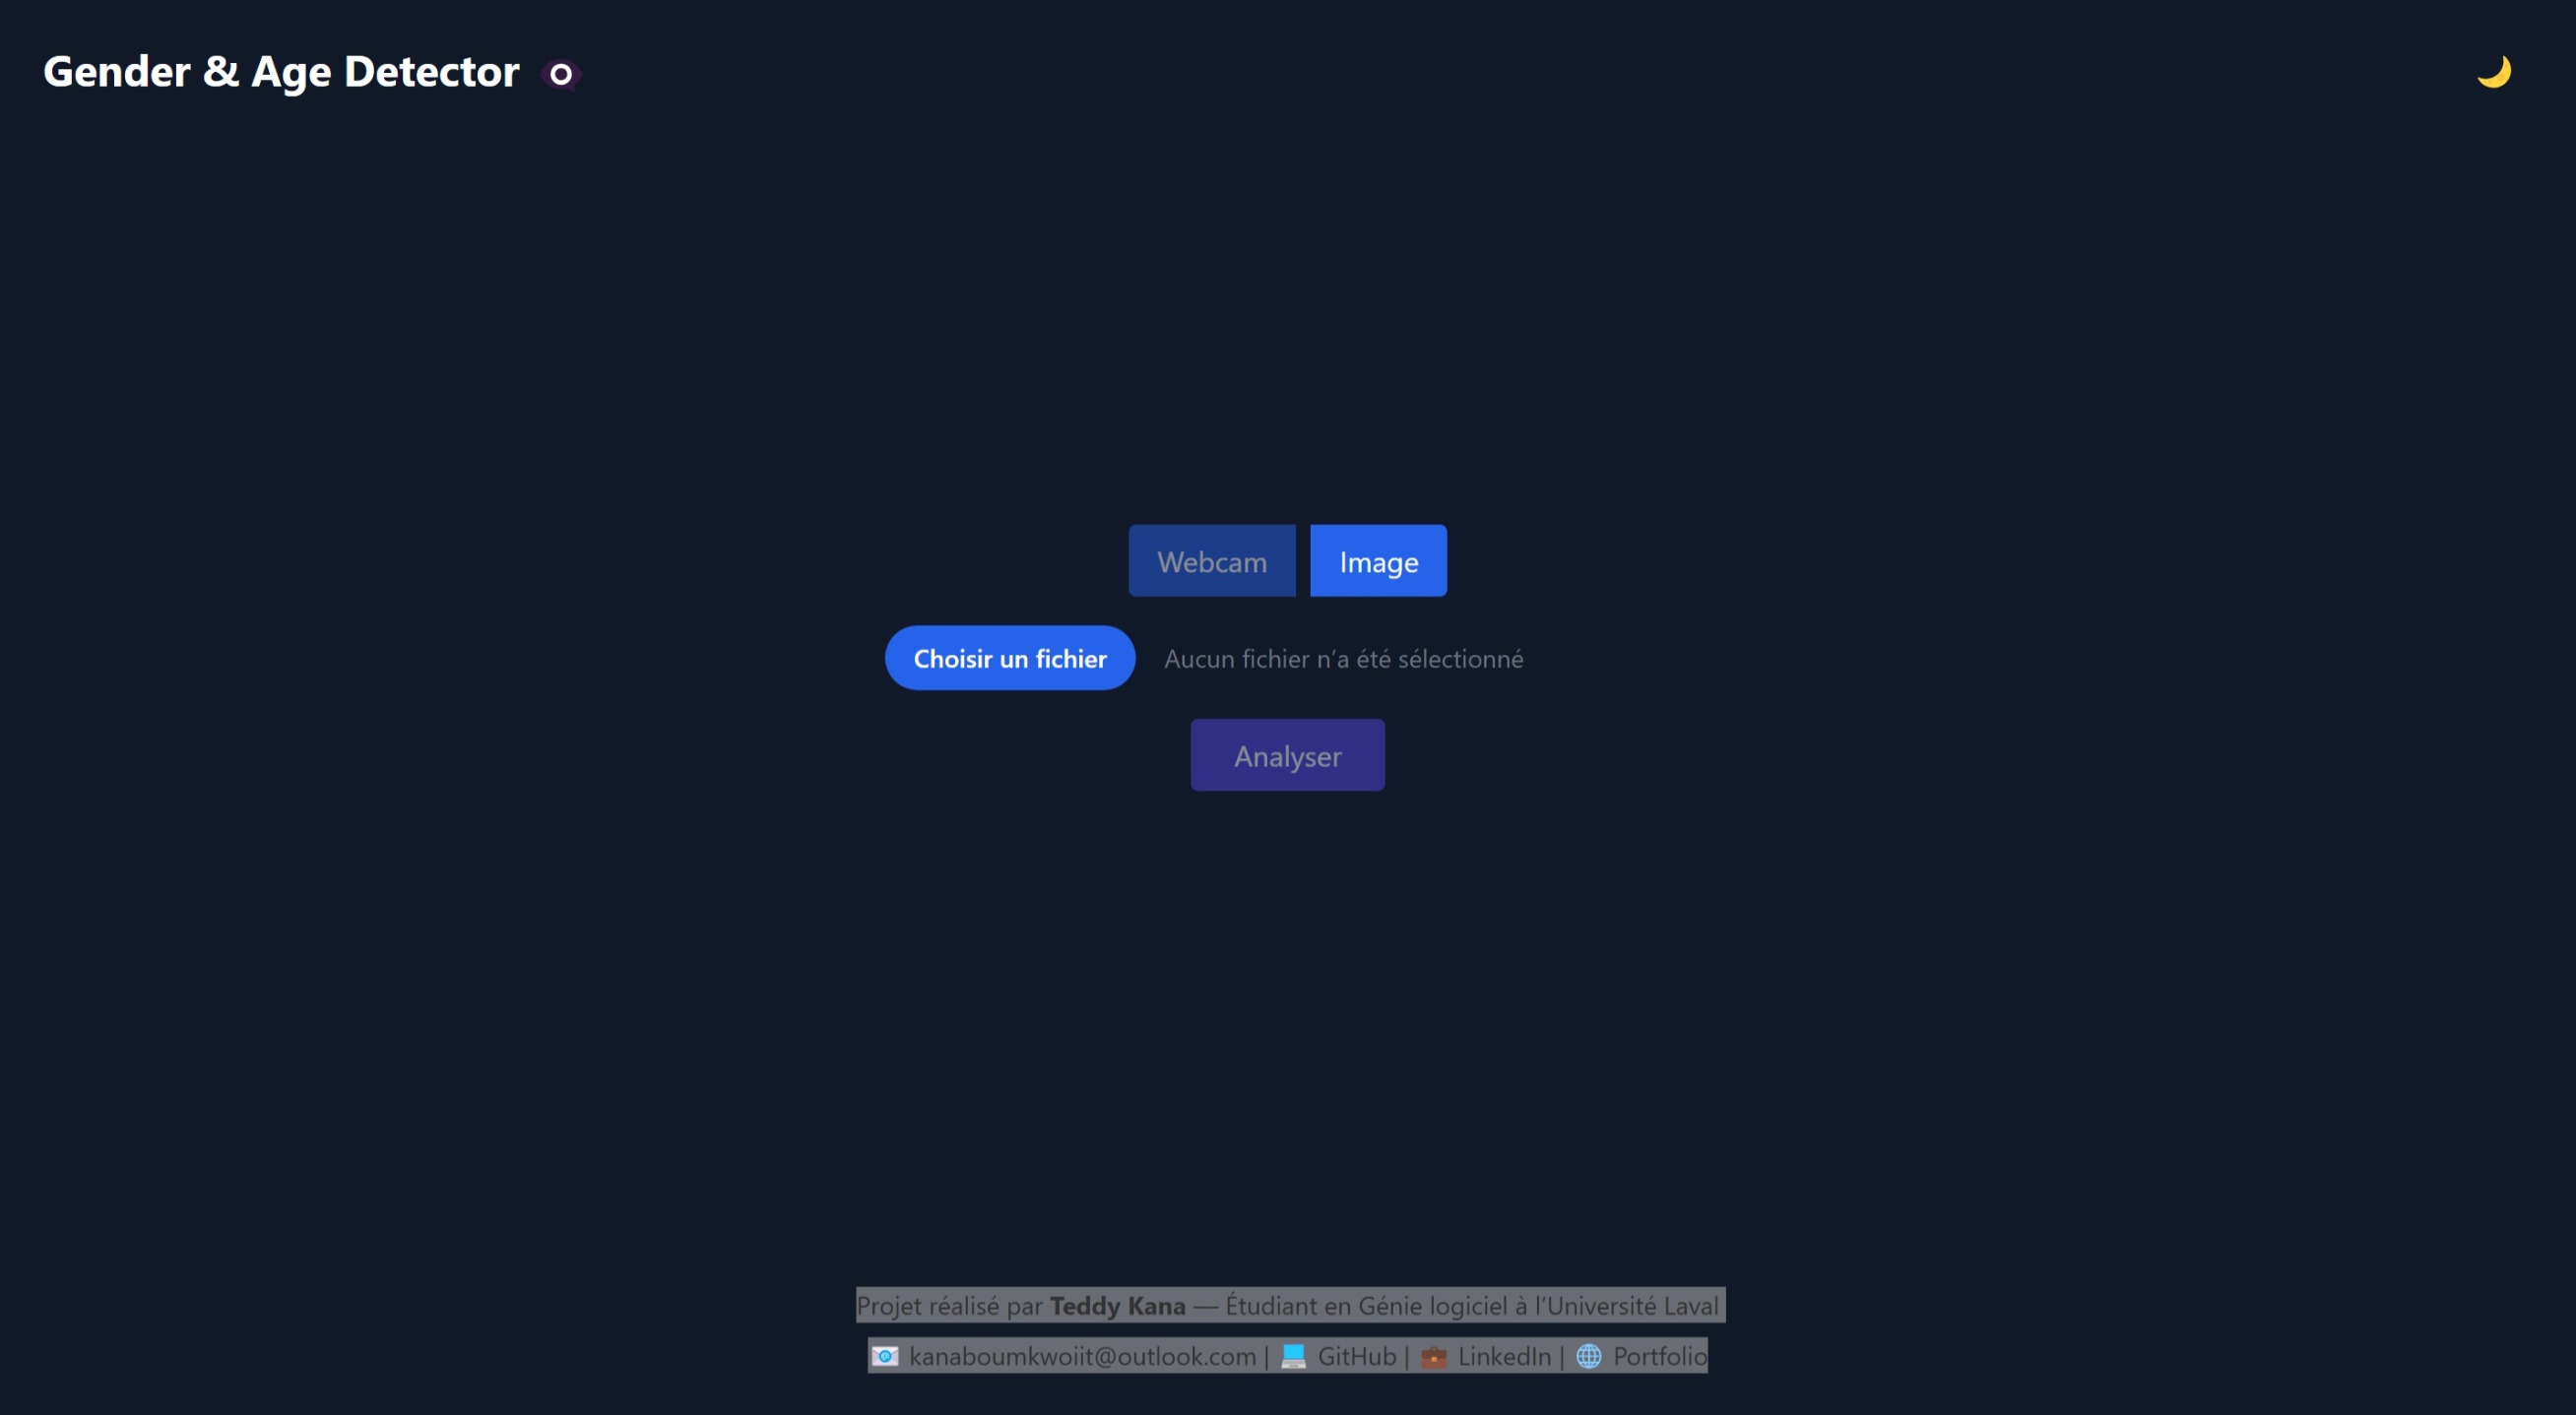 Gender & Age Detector
Webcam Image
Choisir un fichier Aucun fichier n’a été sélectionné
Analyser
Projet réalisé par Teddy Kana — Étudiant en Génie logiciel à l’Université Laval
kanaboumkwoiit@outlook.com | GitHub | LinkedIn | Portfolio